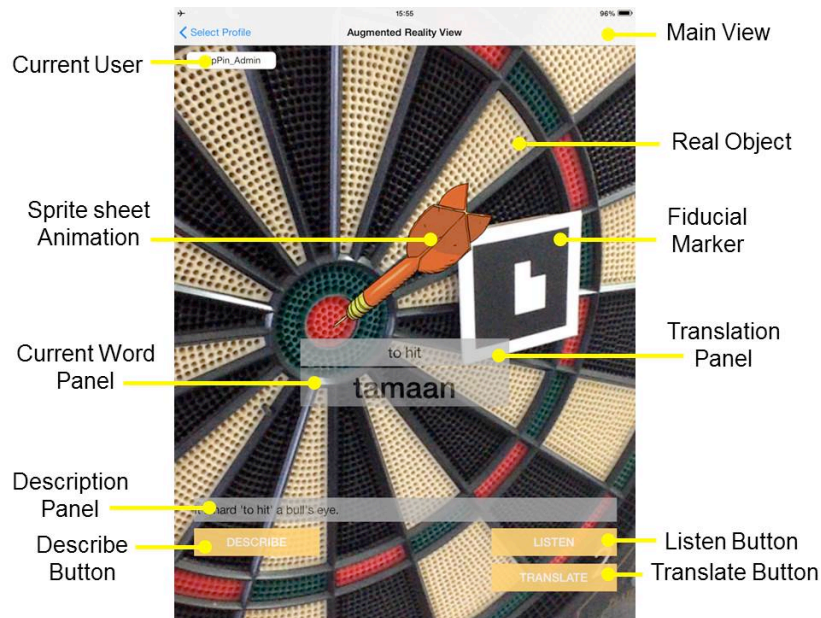 15:55
96%
Select Profile
Augmented Reality View
Main View
Current User
pPin_Admin
Real Object
Sprite sheet
Animation
Fiducial
Marker
to hit
Translation
Panel
Current Word
Panel
tamaan
Description
Panel
hard 'to hit' a bull's eye.
Describe
Button
DESCRIBE
LISTEN
Listen Button
TRANSLATE
Translate Button